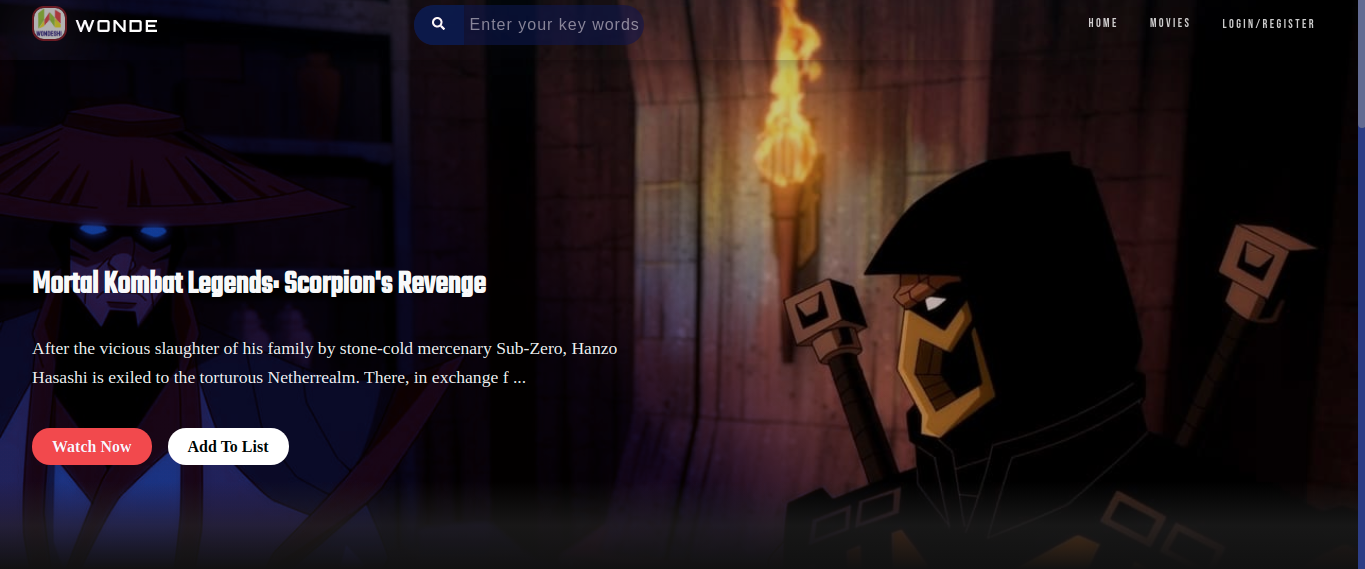 WONDESHI
WONDE
Enter your key words
HOME
MOVIES
LOGIN/REGISTER
Mortal Kombat Legends: Scorpion's Revenge
After the vicious slaughter of his family by stone-cold mercenary Sub-Zero, Hanzo
Hasashi is exiled to the torturous Netherrealm. There, in exchange f ...
Watch Now
Add To List